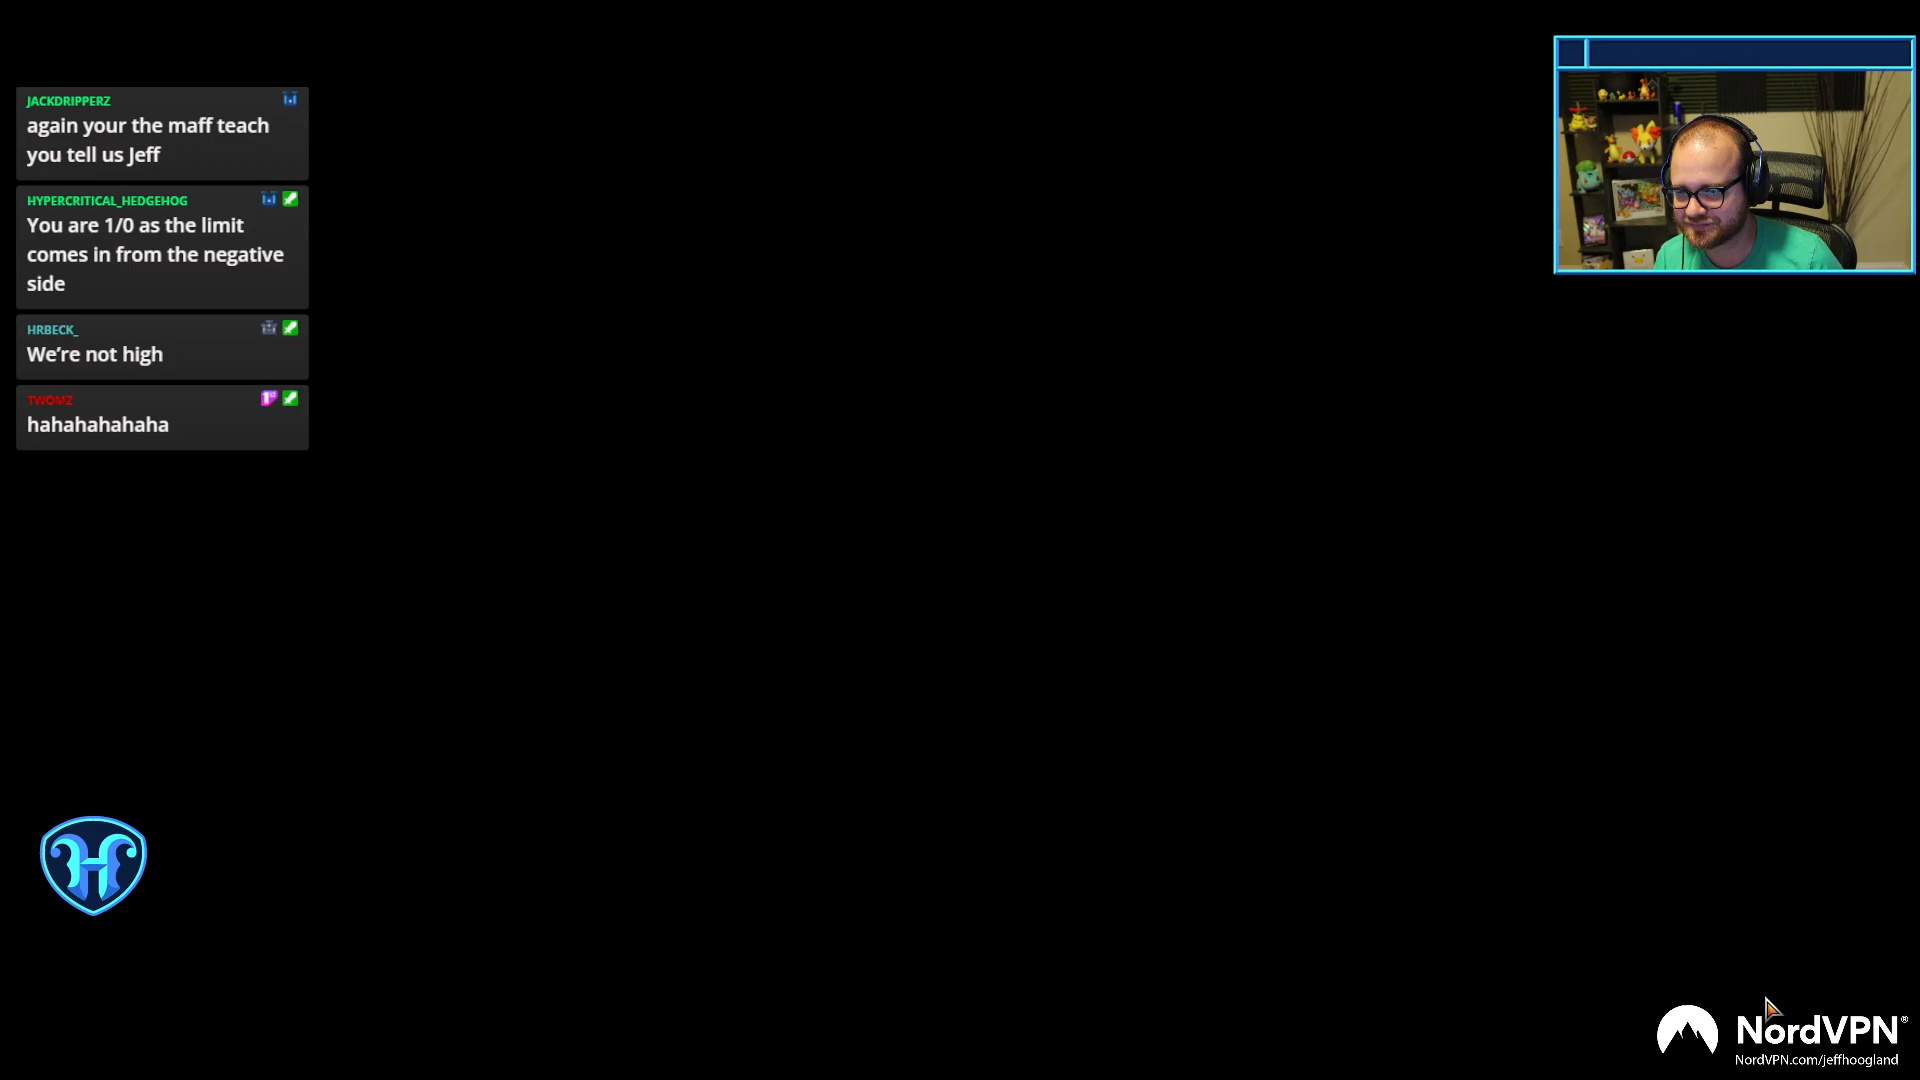 JACKDRIPPERZ
again your the maff teach
you tell us Jeff
HYPERCRITICAL_HEDGEHOG
You are 1/0 as the limit
comes in from the negative
side
HRBECK_
We're not high
TWOMZ
hahahahahaha
H
NordVPN®
NordVPN.com/jeffhoogland